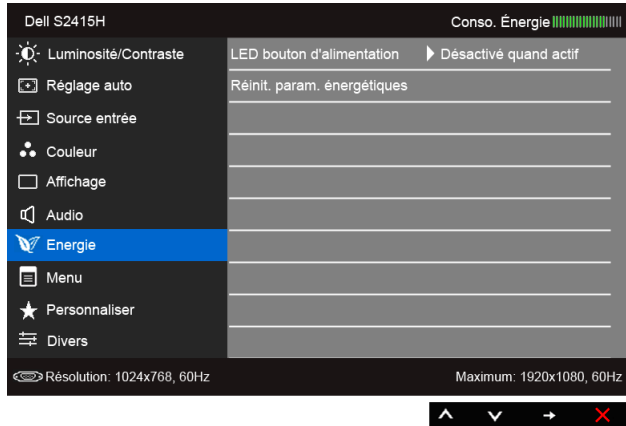 Dell S2415H Conso. Énergie
Luminosité/Contraste LED bouton d'alimentation Désactivé quand actif
Réglage auto Réinit. param. énergétiques
Source entrée
Couleur
Affichage
Audio
Energie
Menu
Personnaliser
Divers
Résolution: 1024x768, 60Hz Maximum: 1920x1080, 60Hz